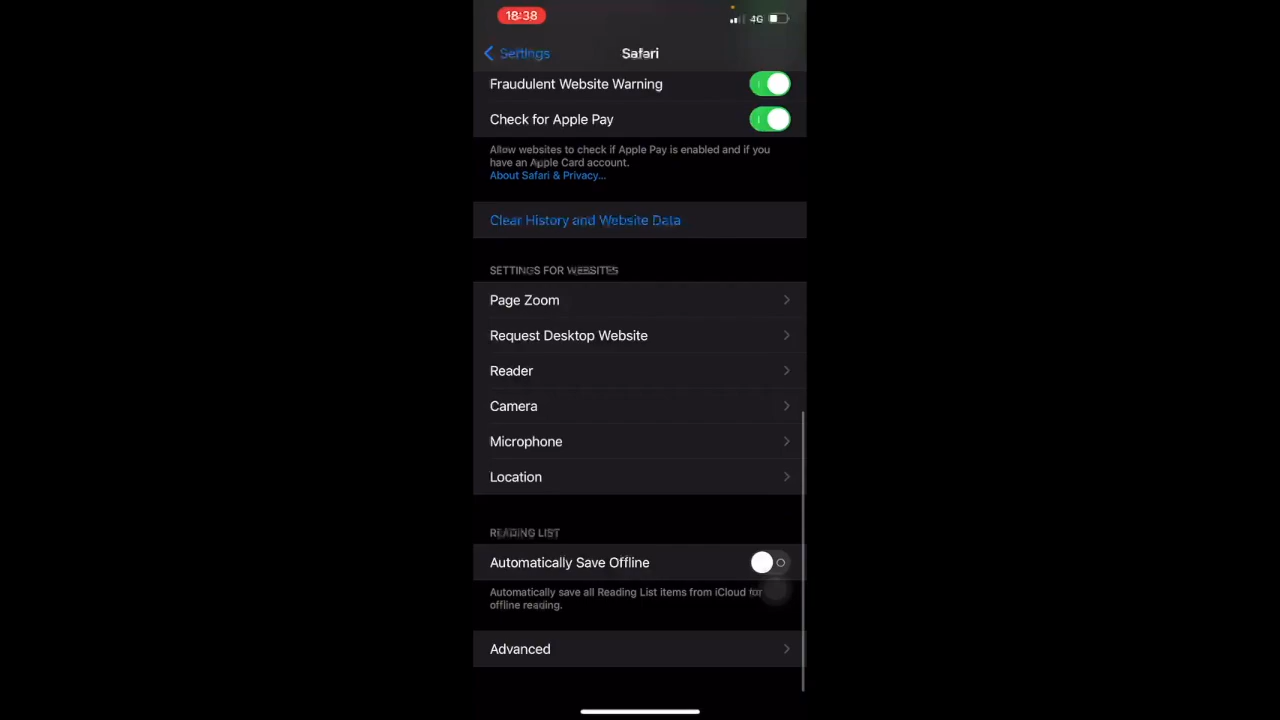 18:38
4G
Settings
Safari
Fraudulent Website Warning
Check for Apple Pay
Allow websites to check if Apple Pay is enabled and if you
have an Apple Card account.
About Safari & Privacy...
Clear History and Website Data
SETTINGS FOR WEBSITES
Page Zoom
Request Desktop Website
Reader
Camera
Microphone
Location
READING LIST
Automatically Save Offline
Automatically save all Reading List items from iCloud for
offline reading.
Advanced